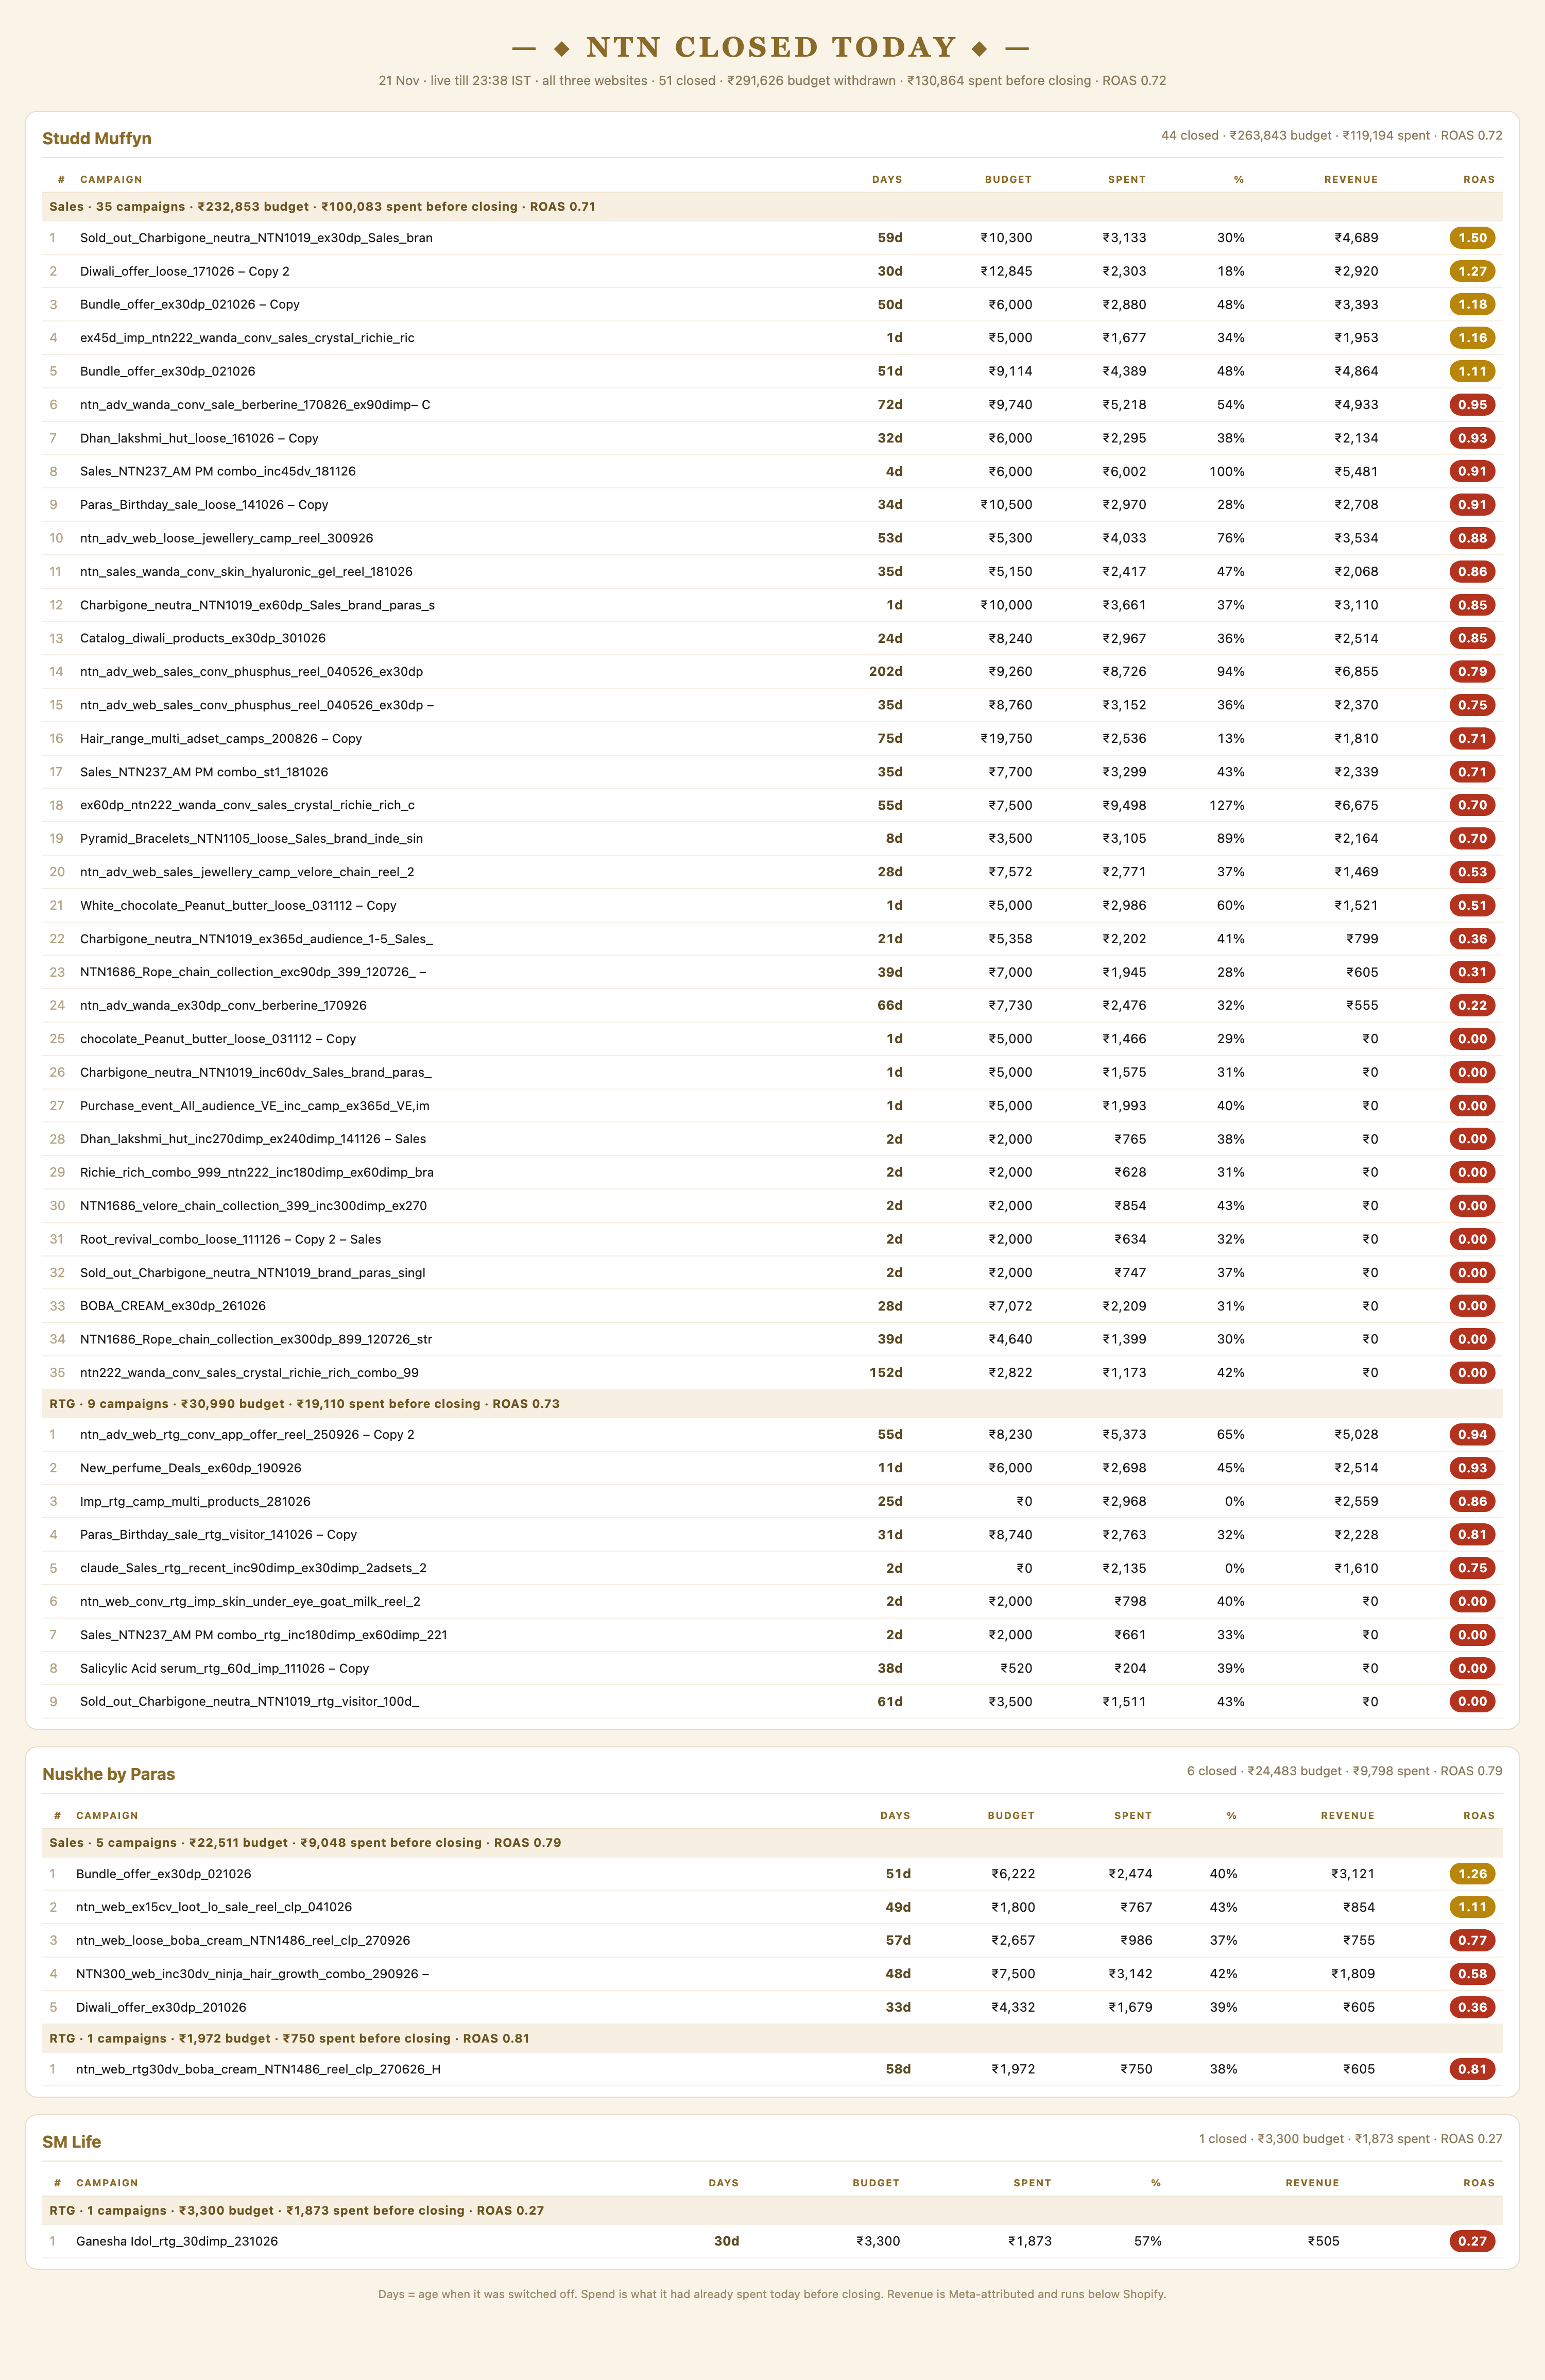 — ◆ NTN CLOSED TODAY ◆ —
21 Nov · live till 23:38 IST · all three websites · 51 closed · ₹291,626 budget withdrawn · ₹130,864 spent before closing · ROAS 0.72
Studd Muffyn 44 closed · ₹263,843 budget · ₹119,194 spent · ROAS 0.72
# CAMPAIGN DAYS BUDGET SPENT % REVENUE ROAS
Sales · 35 campaigns · ₹232,853 budget · ₹100,083 spent before closing · ROAS 0.71
1 Sold_out_Charbigone_neutra_NTN1019_ex30dp_Sales_bran 59d ₹10,300 ₹3,133 30% ₹4,689 1.50
2 Diwali_offer_loose_171026 – Copy 2 30d ₹12,845 ₹2,303 18% ₹2,920 1.27
3 Bundle_offer_ex30dp_021026 – Copy 50d ₹6,000 ₹2,880 48% ₹3,393 1.18
4 ex45d_imp_ntn222_wanda_conv_sales_crystal_richie_ric 1d ₹5,000 ₹1,677 34% ₹1,953 1.16
5 Bundle_offer_ex30dp_021026 51d ₹9,114 ₹4,389 48% ₹4,864 1.11
6 ntn_adv_wanda_conv_sale_berberine_170826_ex90dimp– C 72d ₹9,740 ₹5,218 54% ₹4,933 0.95
7 Dhan_lakshmi_hut_loose_161026 – Copy 32d ₹6,000 ₹2,295 38% ₹2,134 0.93
8 Sales_NTN237_AM PM combo_inc45dv_181126 4d ₹6,000 ₹6,002 100% ₹5,481 0.91
9 Paras_Birthday_sale_loose_141026 – Copy 34d ₹10,500 ₹2,970 28% ₹2,708 0.91
10 ntn_adv_web_loose_jewellery_camp_reel_300926 53d ₹5,300 ₹4,033 76% ₹3,534 0.88
11 ntn_sales_wanda_conv_skin_hyaluronic_gel_reel_181026 35d ₹5,150 ₹2,417 47% ₹2,068 0.86
12 Charbigone_neutra_NTN1019_ex60dp_Sales_brand_paras_s 1d ₹10,000 ₹3,661 37% ₹3,110 0.85
13 Catalog_diwali_products_ex30dp_301026 24d ₹8,240 ₹2,967 36% ₹2,514 0.85
14 ntn_adv_web_sales_conv_phusphus_reel_040526_ex30dp 202d ₹9,260 ₹8,726 94% ₹6,855 0.79
15 ntn_adv_web_sales_conv_phusphus_reel_040526_ex30dp – 35d ₹8,760 ₹3,152 36% ₹2,370 0.75
16 Hair_range_multi_adset_camps_200826 – Copy 75d ₹19,750 ₹2,536 13% ₹1,810 0.71
17 Sales_NTN237_AM PM combo_st1_181026 35d ₹7,700 ₹3,299 43% ₹2,339 0.71
18 ex60dp_ntn222_wanda_conv_sales_crystal_richie_rich_c 55d ₹7,500 ₹9,498 127% ₹6,675 0.70
19 Pyramid_Bracelets_NTN1105_loose_Sales_brand_inde_sin 8d ₹3,500 ₹3,105 89% ₹2,164 0.70
20 ntn_adv_web_sales_jewellery_camp_velore_chain_reel_2 28d ₹7,572 ₹2,771 37% ₹1,469 0.53
21 White_chocolate_Peanut_butter_loose_031112 – Copy 1d ₹5,000 ₹2,986 60% ₹1,521 0.51
22 Charbigone_neutra_NTN1019_ex365d_audience_1-5_Sales_ 21d ₹5,358 ₹2,202 41% ₹799 0.36
23 NTN1686_Rope_chain_collection_exc90dp_399_120726_ – 39d ₹7,000 ₹1,945 28% ₹605 0.31
24 ntn_adv_wanda_ex30dp_conv_berberine_170926 66d ₹7,730 ₹2,476 32% ₹555 0.22
25 chocolate_Peanut_butter_loose_031112 – Copy 1d ₹5,000 ₹1,466 29% ₹0 0.00
26 Charbigone_neutra_NTN1019_inc60dv_Sales_brand_paras_ 1d ₹5,000 ₹1,575 31% ₹0 0.00
27 Purchase_event_All_audience_VE_inc_camp_ex365d_VE,im 1d ₹5,000 ₹1,993 40% ₹0 0.00
28 Dhan_lakshmi_hut_inc270dimp_ex240dimp_141126 – Sales 2d ₹2,000 ₹765 38% ₹0 0.00
29 Richie_rich_combo_999_ntn222_inc180dimp_ex60dimp_bra 2d ₹2,000 ₹628 31% ₹0 0.00
30 NTN1686_velore_chain_collection_399_inc300dimp_ex270 2d ₹2,000 ₹854 43% ₹0 0.00
31 Root_revival_combo_loose_111126 – Copy 2 – Sales 2d ₹2,000 ₹634 32% ₹0 0.00
32 Sold_out_Charbigone_neutra_NTN1019_brand_paras_singl 2d ₹2,000 ₹747 37% ₹0 0.00
33 BOBA_CREAM_ex30dp_261026 28d ₹7,072 ₹2,209 31% ₹0 0.00
34 NTN1686_Rope_chain_collection_ex300dp_899_120726_str 39d ₹4,640 ₹1,399 30% ₹0 0.00
35 ntn222_wanda_conv_sales_crystal_richie_rich_combo_99 152d ₹2,822 ₹1,173 42% ₹0 0.00
RTG · 9 campaigns · ₹30,990 budget · ₹19,110 spent before closing · ROAS 0.73
1 ntn_adv_web_rtg_conv_app_offer_reel_250926 – Copy 2 55d ₹8,230 ₹5,373 65% ₹5,028 0.94
2 New_perfume_Deals_ex60dp_190926 11d ₹6,000 ₹2,698 45% ₹2,514 0.93
3 Imp_rtg_camp_multi_products_281026 25d ₹0 ₹2,968 0% ₹2,559 0.86
4 Paras_Birthday_sale_rtg_visitor_141026 – Copy 31d ₹8,740 ₹2,763 32% ₹2,228 0.81
5 claude_Sales_rtg_recent_inc90dimp_ex30dimp_2adsets_2 2d ₹0 ₹2,135 0% ₹1,610 0.75
6 ntn_web_conv_rtg_imp_skin_under_eye_goat_milk_reel_2 2d ₹2,000 ₹798 40% ₹0 0.00
7 Sales_NTN237_AM PM combo_rtg_inc180dimp_ex60dimp_221 2d ₹2,000 ₹661 33% ₹0 0.00
8 Salicylic Acid serum_rtg_60d_imp_111026 – Copy 38d ₹520 ₹204 39% ₹0 0.00
9 Sold_out_Charbigone_neutra_NTN1019_rtg_visitor_100d_ 61d ₹3,500 ₹1,511 43% ₹0 0.00
Nuskhe by Paras 6 closed · ₹24,483 budget · ₹9,798 spent · ROAS 0.79
# CAMPAIGN DAYS BUDGET SPENT % REVENUE ROAS
Sales · 5 campaigns · ₹22,511 budget · ₹9,048 spent before closing · ROAS 0.79
1 Bundle_offer_ex30dp_021026 51d ₹6,222 ₹2,474 40% ₹3,121 1.26
2 ntn_web_ex15cv_loot_lo_sale_reel_clp_041026 49d ₹1,800 ₹767 43% ₹854 1.11
3 ntn_web_loose_boba_cream_NTN1486_reel_clp_270926 57d ₹2,657 ₹986 37% ₹755 0.77
4 NTN300_web_inc30dv_ninja_hair_growth_combo_290926 – 48d ₹7,500 ₹3,142 42% ₹1,809 0.58
5 Diwali_offer_ex30dp_201026 33d ₹4,332 ₹1,679 39% ₹605 0.36
RTG · 1 campaigns · ₹1,972 budget · ₹750 spent before closing · ROAS 0.81
1 ntn_web_rtg30dv_boba_cream_NTN1486_reel_clp_270626_H 58d ₹1,972 ₹750 38% ₹605 0.81
SM Life 1 closed · ₹3,300 budget · ₹1,873 spent · ROAS 0.27
# CAMPAIGN DAYS BUDGET SPENT % REVENUE ROAS
RTG · 1 campaigns · ₹3,300 budget · ₹1,873 spent before closing · ROAS 0.27
1 Ganesha Idol_rtg_30dimp_231026 30d ₹3,300 ₹1,873 57% ₹505 0.27
Days = age when it was switched off. Spend is what it had already spent today before closing. Revenue is Meta-attributed and runs below Shopify.